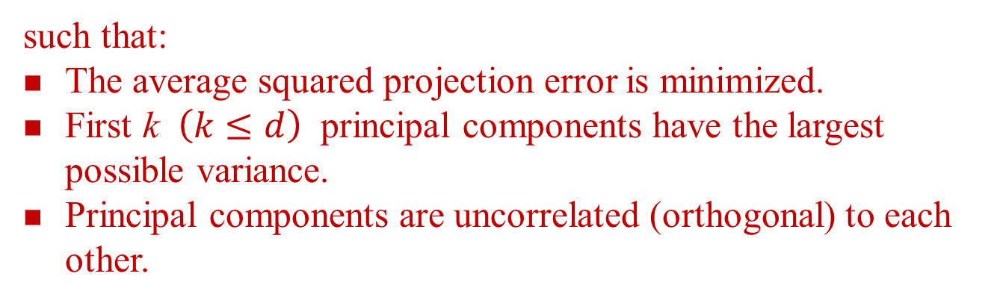 such that:
▪ The average squared projection error is minimized.
▪ First k (k ≤ d) principal components have the largest
possible variance.
▪ Principal components are uncorrelated (orthogonal) to each
other.